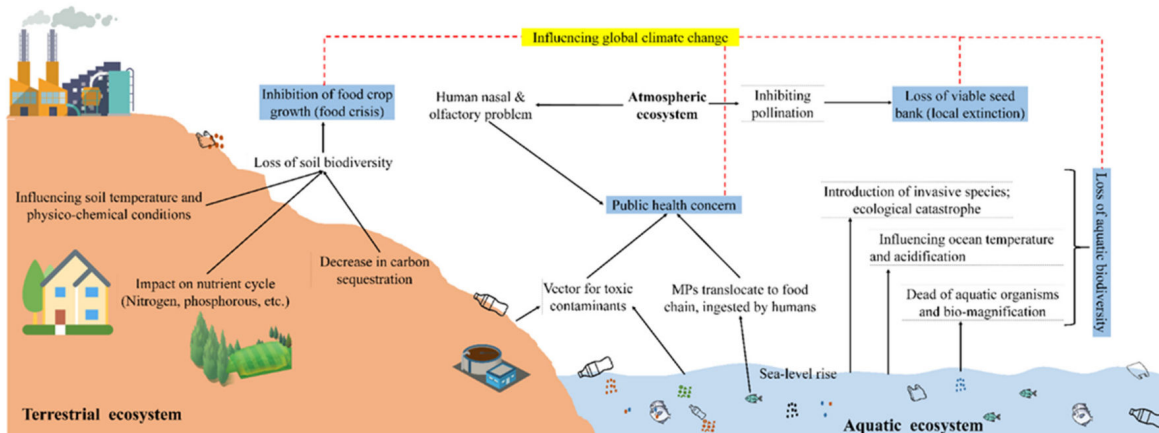 Influencing global climate change
Inhibition of food crop
growth (food crisis)
Human nasal &
olfactory problem
Atmospheric
ecosystem
Inhibiting
pollination
Loss of viable seed
bank (local extinction)
Loss of soil biodiversity
Influencing soil temperature and
physico-chemical conditions
Public health concern
Introduction of invasive species;
ecological catastrophe
Loss of aquatic biodiversity
Influencing ocean temperature
and acidification
Decrease in carbon
sequestration
Impact on nutrient cycle
(Nitrogen, phosphorous, etc.)
Vector for toxic
contaminants
MPs translocate to food
chain, ingested by humans
Dead of aquatic organisms
and bio-magnification
Sea-level rise
Terrestrial ecosystem
Aquatic ecosystem